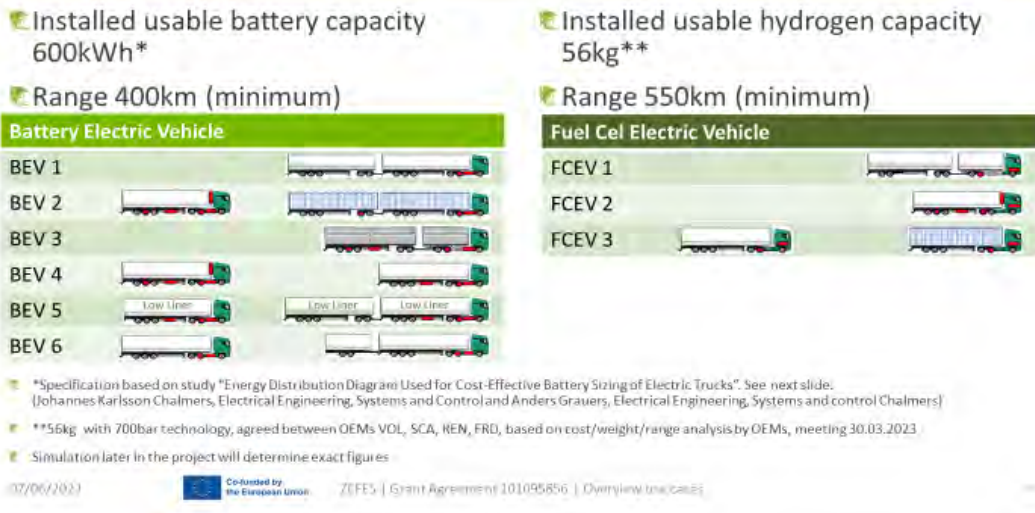 Installed usable battery capacity
600kWh*
Range 400km (minimum)
Battery Electric Vehicle
BEV 1
BEV 2
BEV 3
BEV 4
BEV 5
Low Liner
Low Liner
Low Liner
BEV 6
Installed usable hydrogen capacity
56kg**
Range 550km (minimum)
Fuel Cel Electric Vehicle
FCEV 1
FCEV 2
FCEV 3
*Specification based on study "Energy Distribution Diagram Used for Cost-Effective Battery Sizing of Electric Trucks". See next slide.
(Johannes Karlsson Chalmers, Electrical Engineering, Systems and Control and Anders Grauers, Electrical Engineering, Systems and control Chalmers)
**56kg with 700bar technology, agreed between OEMs VOL, SCA, REN, FRD, based on cost/weight/range analysis by OEMs, meeting 30.03.2023
Simulation later in the project will determine exact figures
07/06/2023
Co-funded by
the European Union
ZEFES | Grant Agreement 101095856 | Overview use cases